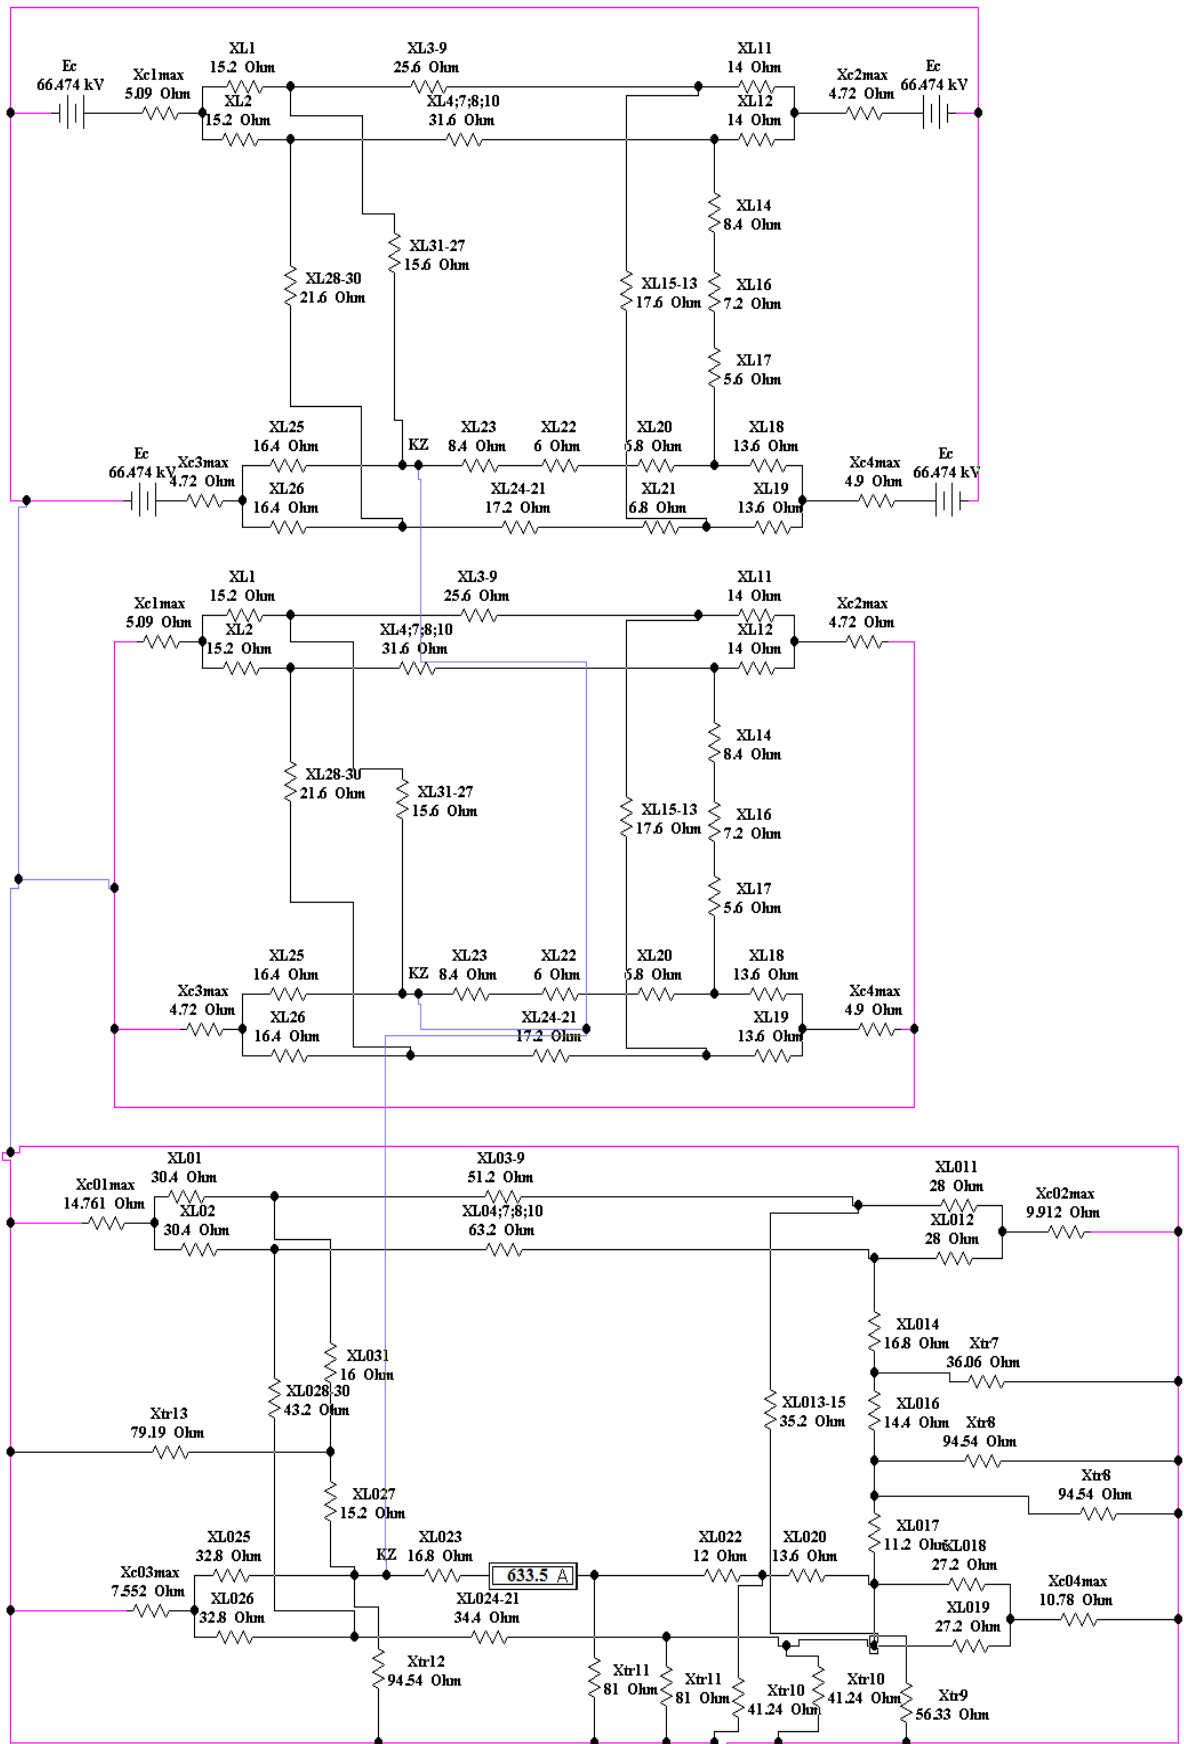 XL1
15.2 Ohm
XL3-9
25.6 Ohm
XL11
14 Ohm
Ec
66.474 kV
Xc1max
5.09 Ohm
XL2
15.2 Ohm
XL4;7;8;10
31.6 Ohm
XL12
14 Ohm
Xc2max
4.72 Ohm
Ec
66.474 kV
XL14
8.4 Ohm
XL31-27
15.6 Ohm
XL28-30
21.6 Ohm
XL15-13
17.6 Ohm
XL16
7.2 Ohm
XL17
5.6 Ohm
XL25
16.4 Ohm
KZ
XL23
8.4 Ohm
XL22
6 Ohm
XL20
6.8 Ohm
XL18
13.6 Ohm
Ec
66.474 kV
Xc3max
4.72 Ohm
XL26
16.4 Ohm
XL24-21
17.2 Ohm
XL21
6.8 Ohm
XL19
13.6 Ohm
Xc4max
4.9 Ohm
Ec
66.474 kV
XL1
15.2 Ohm
XL3-9
25.6 Ohm
XL11
14 Ohm
Xc1max
5.09 Ohm
XL2
15.2 Ohm
XL4;7;8;10
31.6 Ohm
XL12
14 Ohm
Xc2max
4.72 Ohm
XL14
8.4 Ohm
XL28-30
21.6 Ohm
XL31-27
15.6 Ohm
XL15-13
17.6 Ohm
XL16
7.2 Ohm
XL17
5.6 Ohm
XL25
16.4 Ohm
KZ
XL23
8.4 Ohm
XL22
6 Ohm
XL20
6.8 Ohm
XL18
13.6 Ohm
Xc3max
4.72 Ohm
XL26
16.4 Ohm
XL24-21
17.2 Ohm
XL19
13.6 Ohm
Xc4max
4.9 Ohm
XL01
30.4 Ohm
XL03-9
51.2 Ohm
XL011
28 Ohm
Xc01max
14.761 Ohm
XL02
30.4 Ohm
XL04;7;8;10
63.2 Ohm
XL012
28 Ohm
Xc02max
9.912 Ohm
XL014
16.8 Ohm
Xtr7
36.06 Ohm
XL031
16 Ohm
XL028-30
43.2 Ohm
XL013-15
35.2 Ohm
XL016
14.4 Ohm
Xtr13
79.19 Ohm
Xtr8
94.54 Ohm
Xtr8
94.54 Ohm
XL027
15.2 Ohm
XL017
11.2 Ohm
XL025
32.8 Ohm
KZ
XL023
16.8 Ohm
633.5 A
XL022
12 Ohm
XL020
13.6 Ohm
XL018
27.2 Ohm
Xc03max
7.552 Ohm
XL026
32.8 Ohm
XL024-21
34.4 Ohm
XL019
27.2 Ohm
Xc04max
10.78 Ohm
Xtr12
94.54 Ohm
Xtr11
81 Ohm
Xtr11
81 Ohm
Xtr10
41.24 Ohm
Xtr10
41.24 Ohm
Xtr9
56.33 Ohm